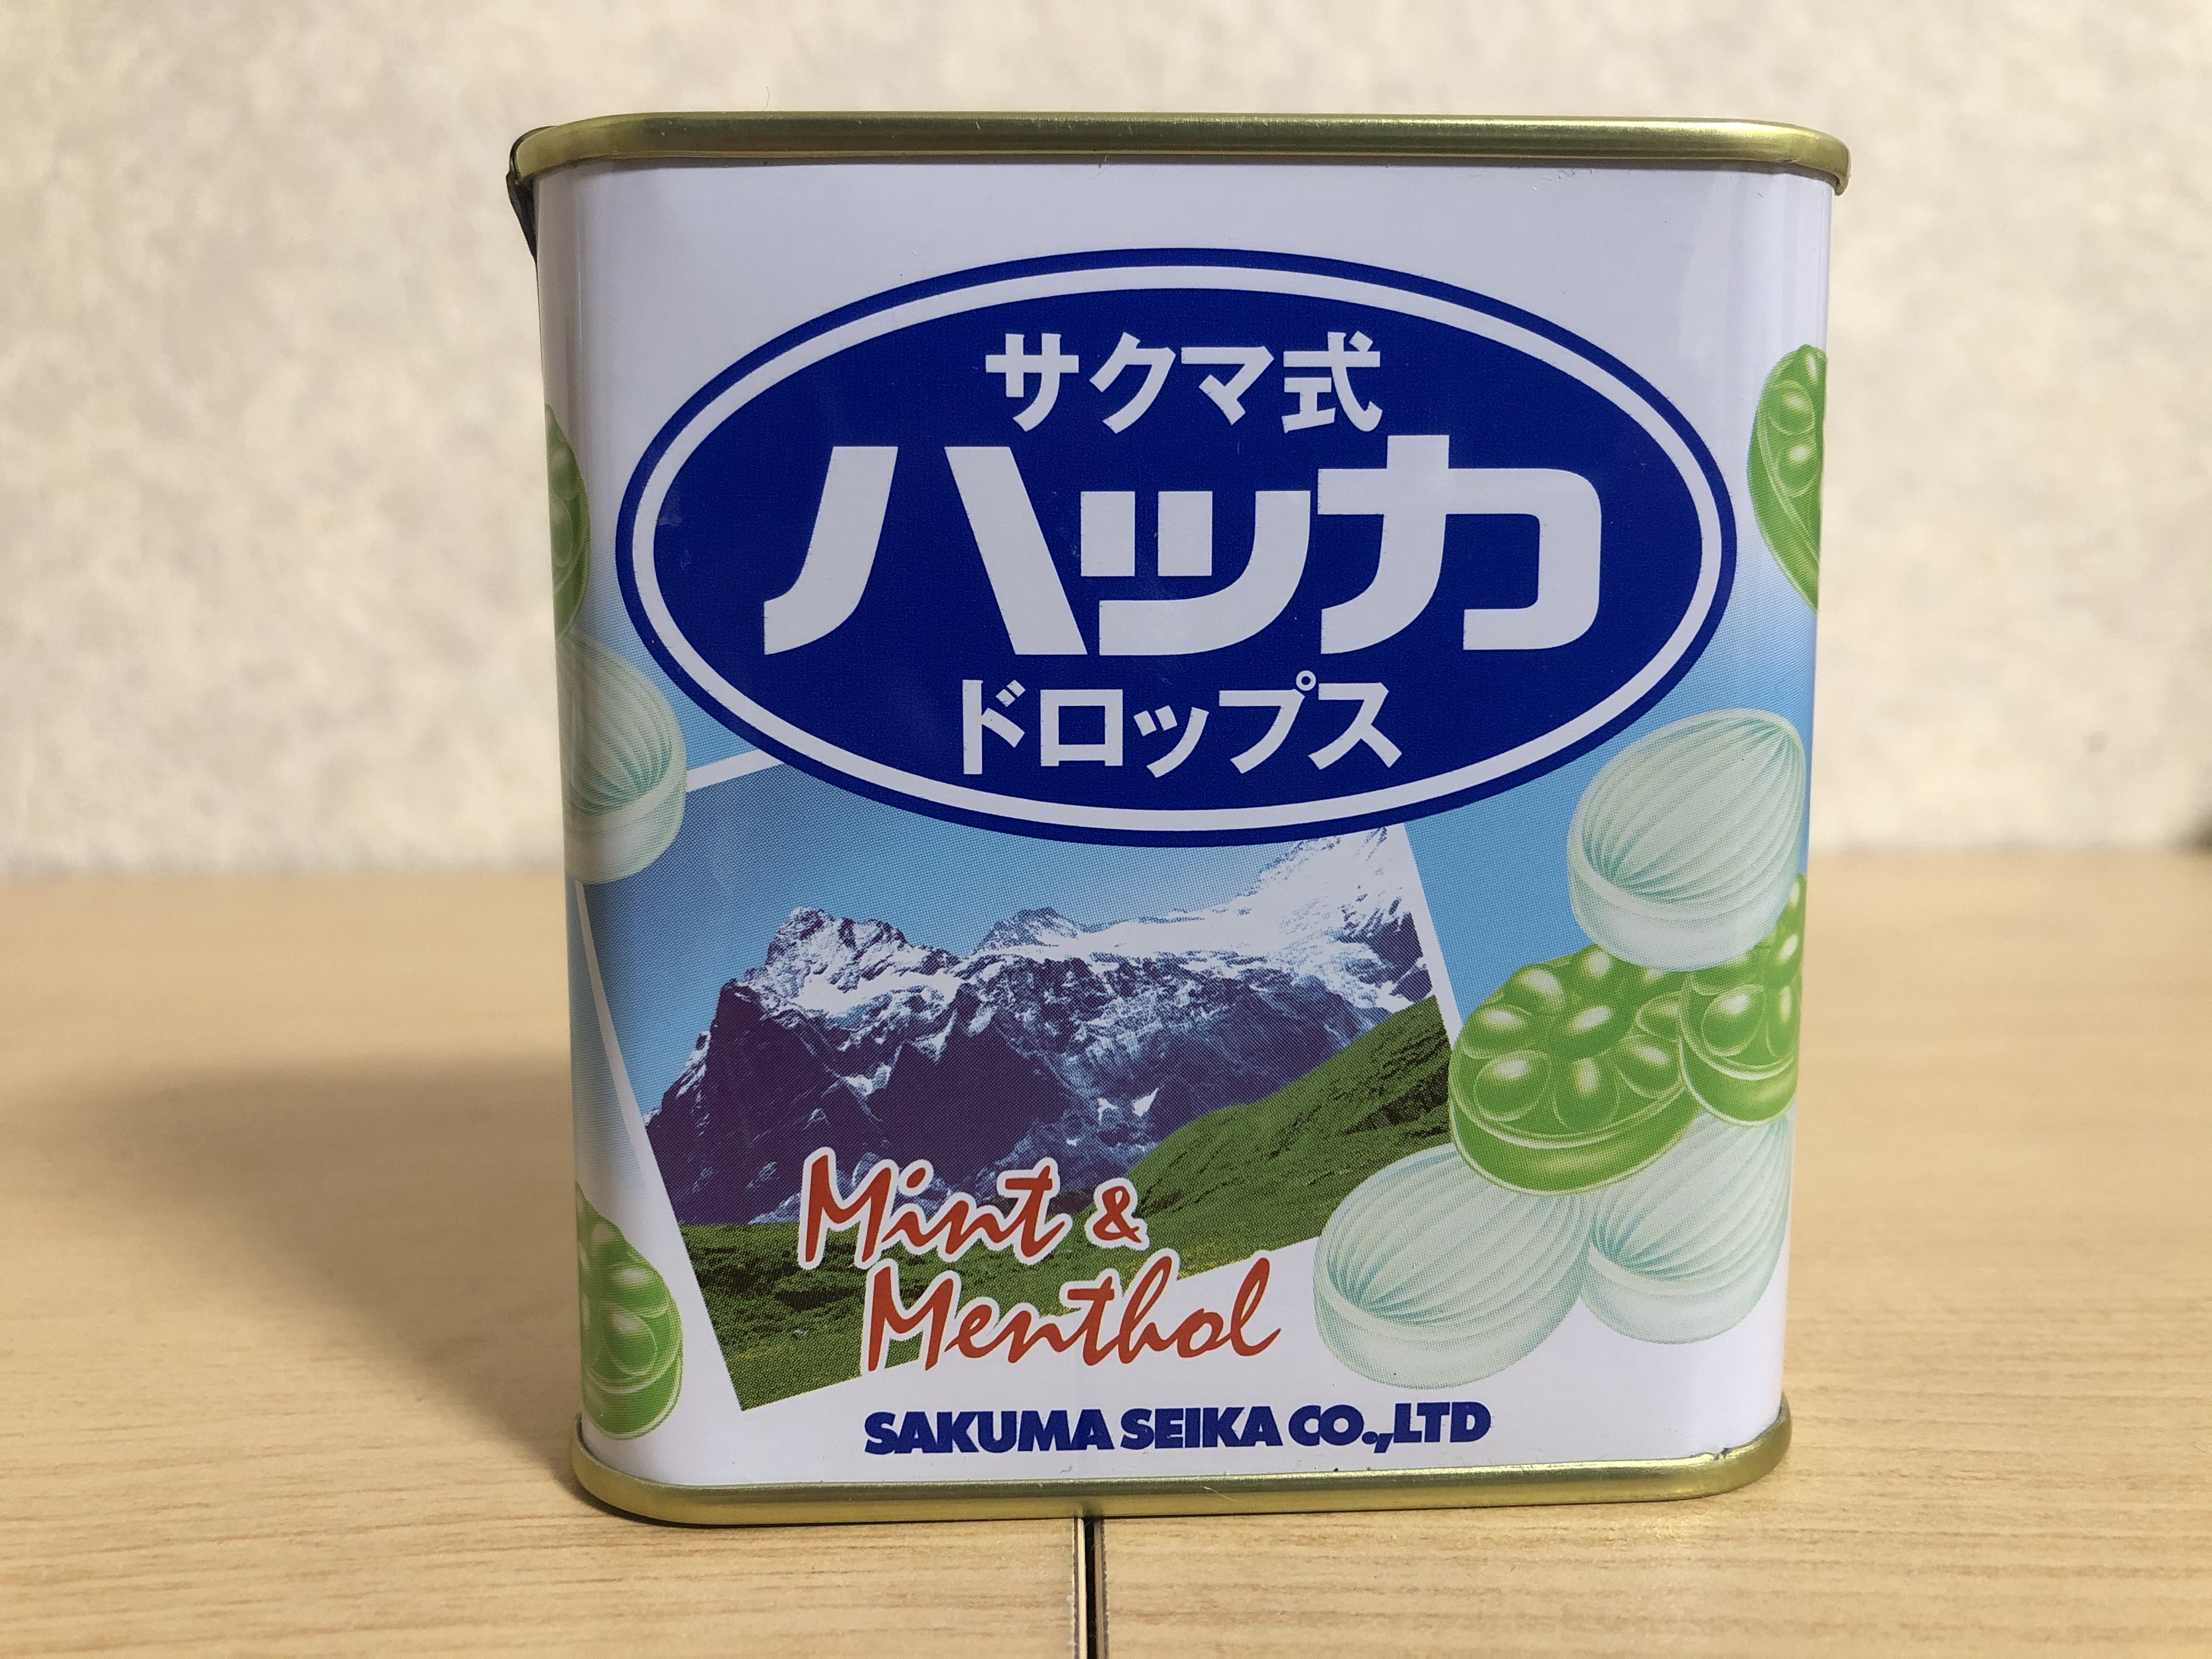 サクマ式
ハッカ
ドロップス
Mint &
Menthol
SAKUMA SEIKA CO.,LTD